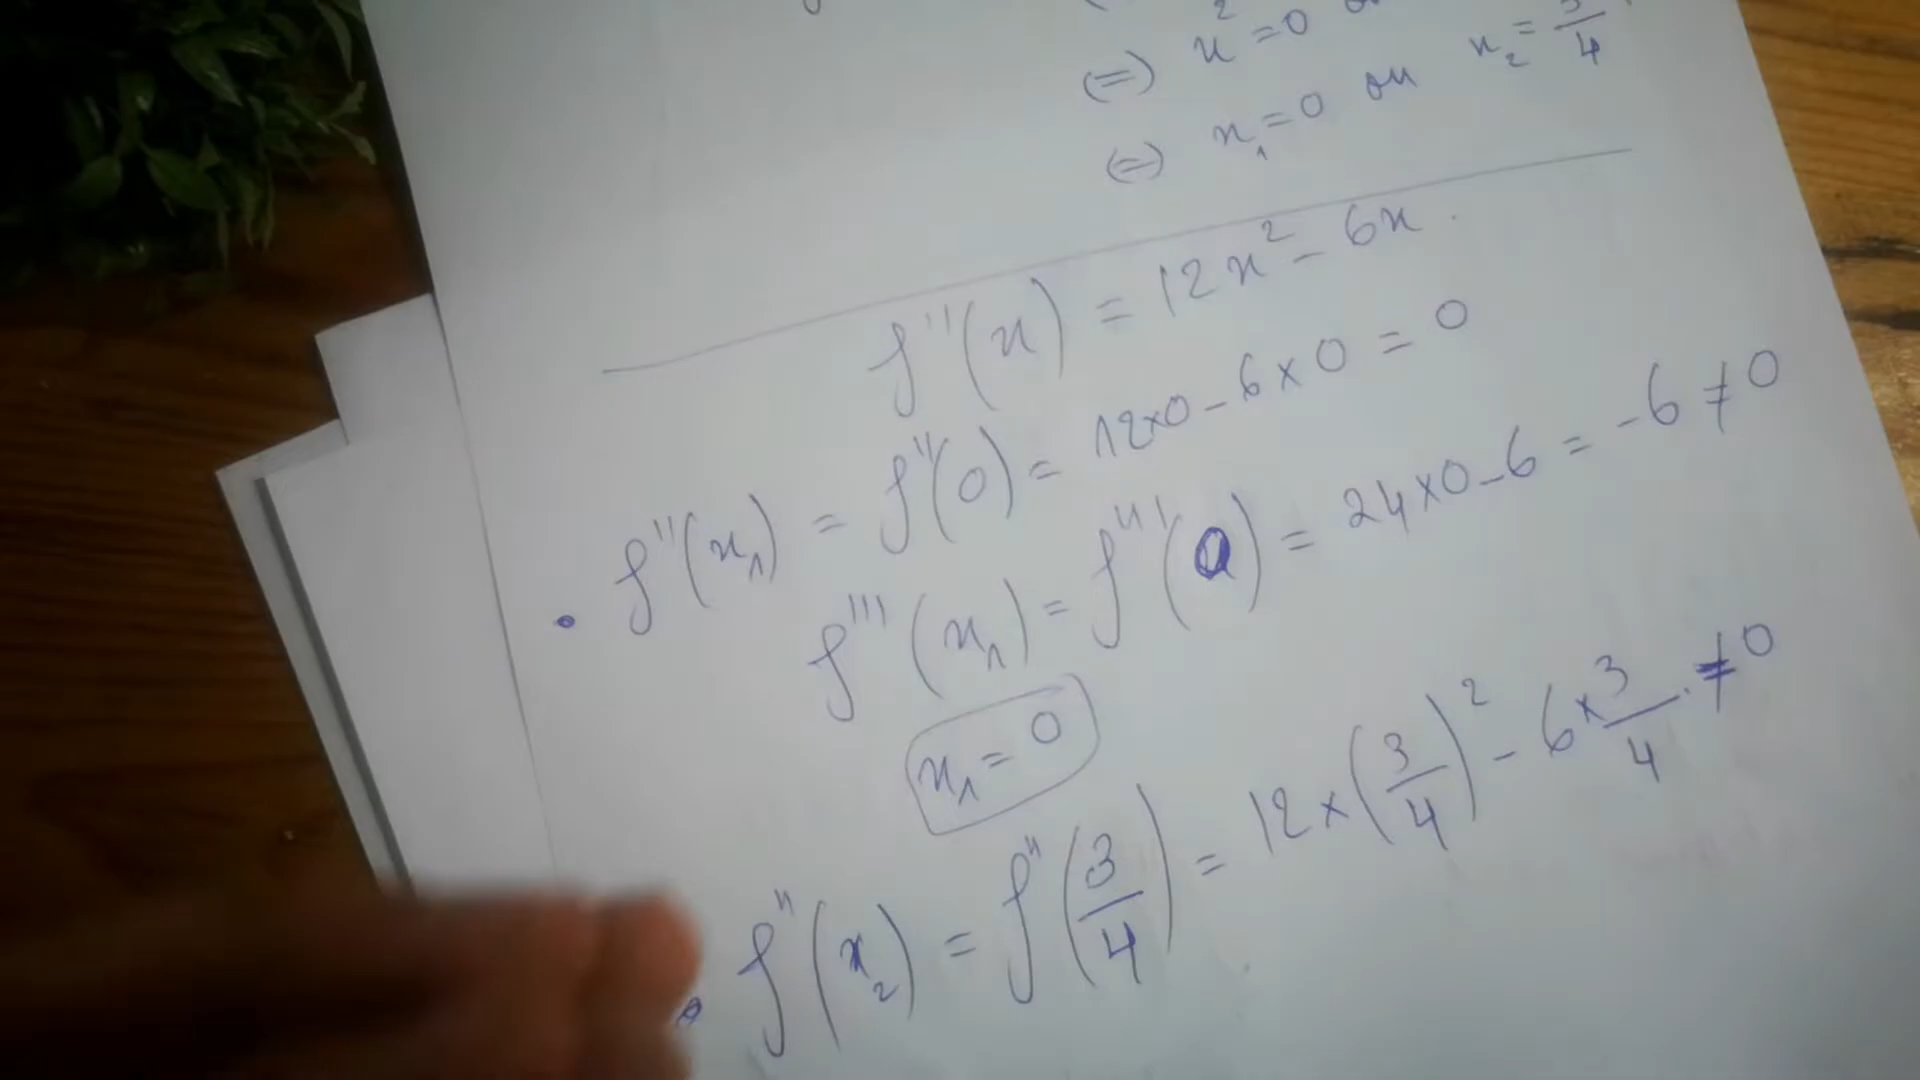 (=) x² = 0
(=) x₁ = 0 ou x₂ = 3/4
f''(x) = 12x² - 6x.
• f''(x₁) = f''(0) = 12×0 - 6×0 = 0
f'''(x₁) = f'''(0) = 24×0 - 6 = -6 ≠ 0
x₁ = 0
• f''(x₂) = f''(3/4) = 12×(3/4)² - 6×3/4 ≠ 0